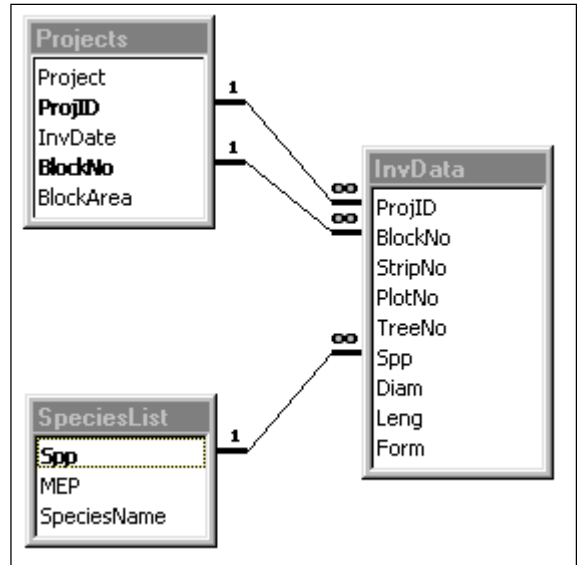 Projects
Project
ProjID
InvDate
BlockNo
BlockArea
1
1
InvData
∞
∞
ProjID
BlockNo
StripNo
PlotNo
TreeNo
Spp
Diam
Leng
Form
∞
1
SpeciesList
Spp
MEP
SpeciesName